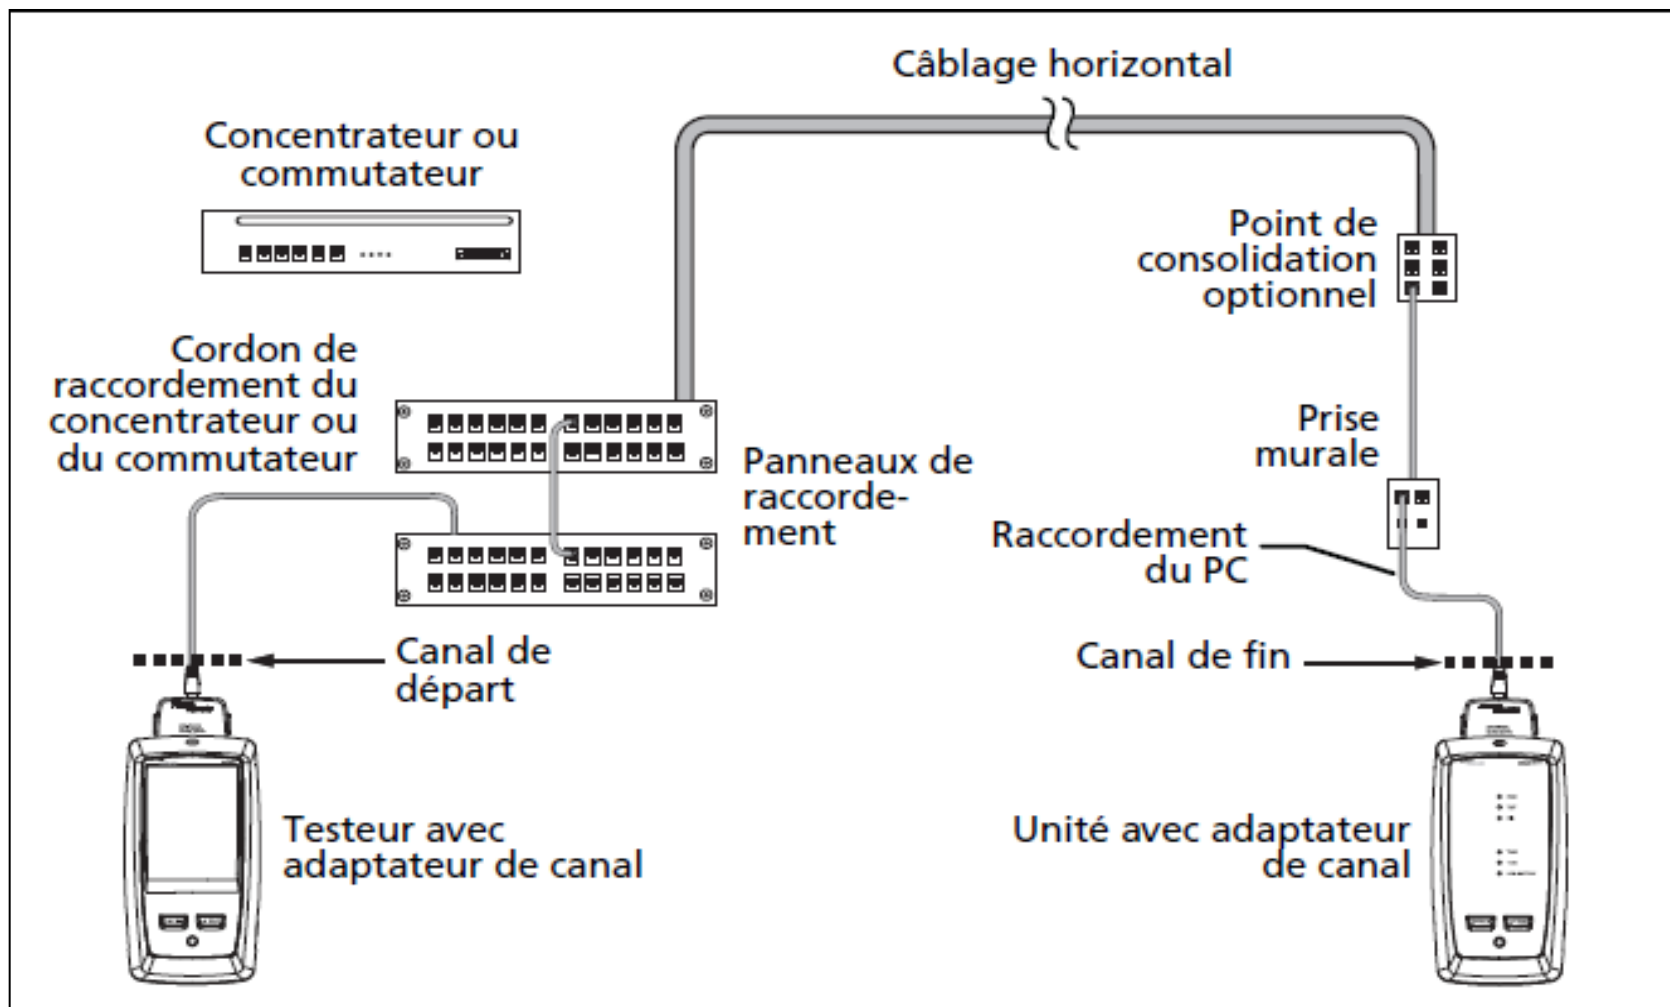 Câblage horizontal
Concentrateur ou
commutateur
Point de
consolidation
optionnel
Cordon de
raccordement du
concentrateur ou
du commutateur
Prise
murale
Panneaux de
raccorde-
ment
Raccordement
du PC
Canal de
départ
Canal de fin
Testeur avec
adaptateur de canal
Unité avec adaptateur
de canal